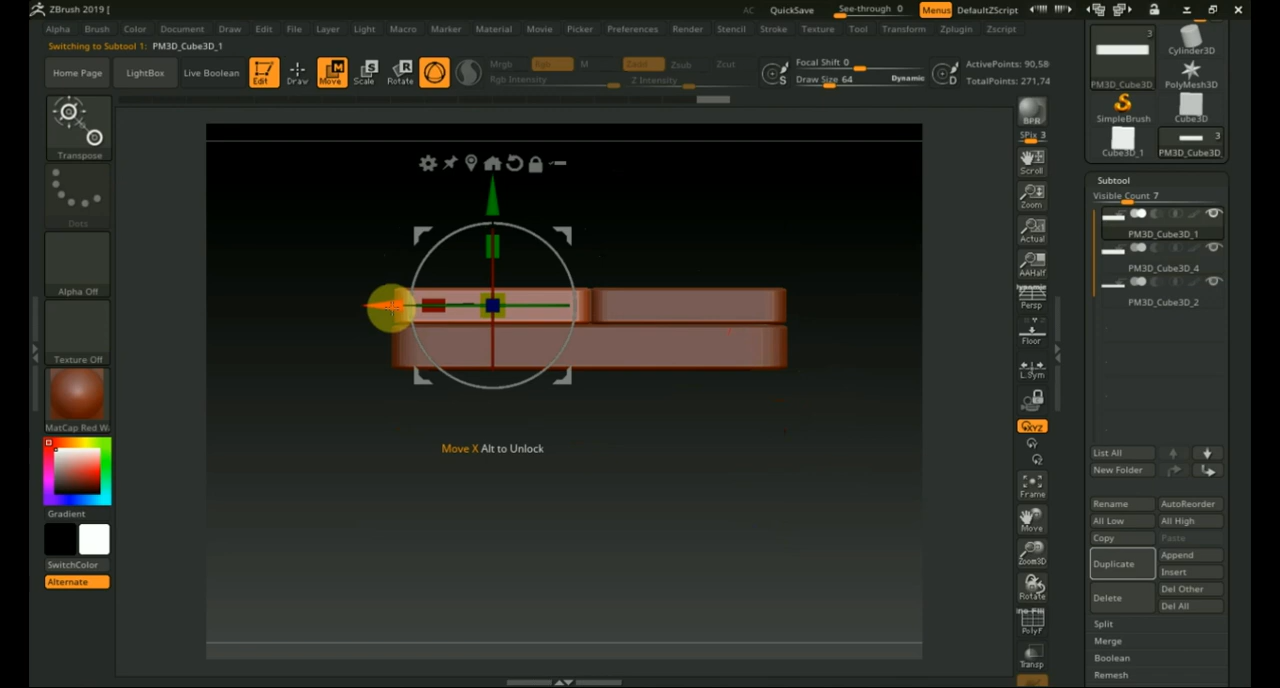 ZBrush 2019 [
AC QuickSave See-through 0 Menus DefaultZScript
Alpha Brush Color Document Draw Edit File Layer Light Macro Marker Material Movie Picker Preferences Render Stencil Stroke Texture Tool Transform Zplugin Zscript
Switching to Subtool 1: PM3D_Cube3D_1
Home Page LightBox Live Boolean Edit Draw Move Scale Rotate
Mrgb Rgb M Zadd Zsub Zcut
Rgb Intensity Z Intensity
Focal Shift 0
Draw Size 64 Dynamic
ActivePoints: 90,58
TotalPoints: 271,74
S
D
Transpose
Dots
Alpha Off
Texture Off
MatCap Red W
Gradient
SwitchColor
Alternate
Move X Alt to Unlock
BPR
SPix 3
Scroll
Zoom
Actual
AAHalf
Dynamic
Persp
Floor
L.Sym
XYZ
Frame
Move
Zoom3D
Rotate
PolyF
Transp
3
PM3D_Cube3D_
Cylinder3D
PolyMesh3D
SimpleBrush
Cube3D
Cube3D_1
3
PM3D_Cube3D_
Subtool
Visible Count 7
PM3D_Cube3D_1
PM3D_Cube3D_4
PM3D_Cube3D_2
List All
New Folder
Rename AutoReorder
All Low All High
Copy Paste
Duplicate Append
Insert
Delete Del Other
Del All
Split
Merge
Boolean
Remesh